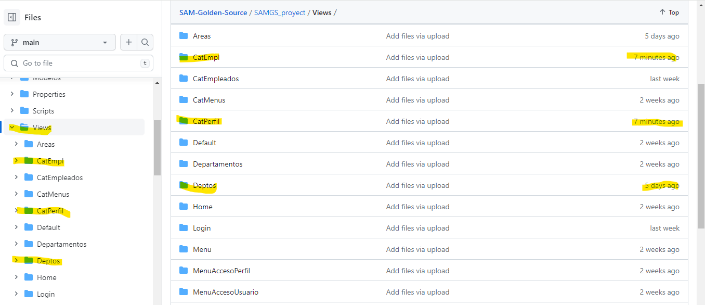 Files
main
Go to file
t
Modelos
Properties
Scripts
Views
Areas
CatEmpl
CatEmpleados
CatMenus
CatPerfil
Default
Departamentos
Deptos
Home
Login
SAM-Golden-Source / SAMGS_proyect / Views /
Top
Areas Add files via upload 5 days ago
CatEmpl Add files via upload 7 minutes ago
CatEmpleados Add files via upload last week
CatMenus Add files via upload 2 weeks ago
CatPerfil Add files via upload 7 minutes ago
Default Add files via upload 2 weeks ago
Departamentos Add files via upload 2 weeks ago
Deptos Add files via upload 5 days ago
Home Add files via upload 2 weeks ago
Login Add files via upload last week
Menu Add files via upload 2 weeks ago
MenuAccesoPerfil Add files via upload 2 weeks ago
MenuAccesoUsuario Add files via upload 2 weeks ago